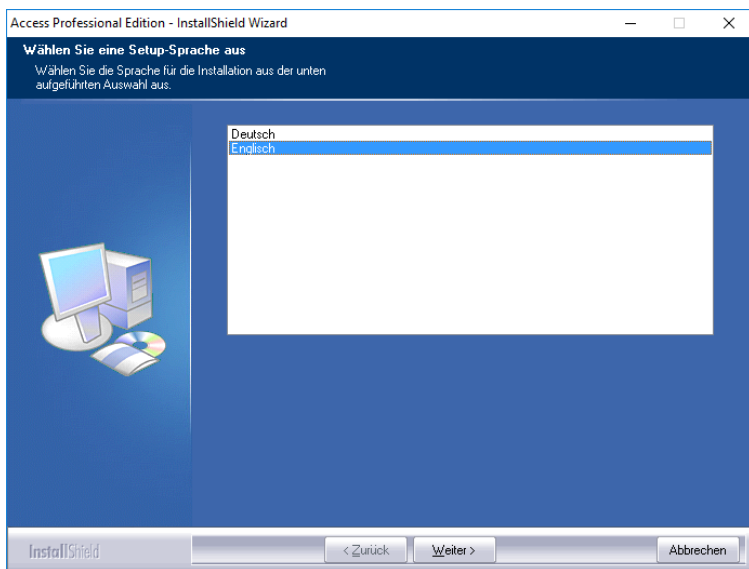 Access Professional Edition - InstallShield Wizard
Wählen Sie eine Setup-Sprache aus
Wählen Sie die Sprache für die Installation aus der unten
aufgeführten Auswahl aus.
Deutsch
Englisch
InstallShield
< Zurück
Weiter >
Abbrechen